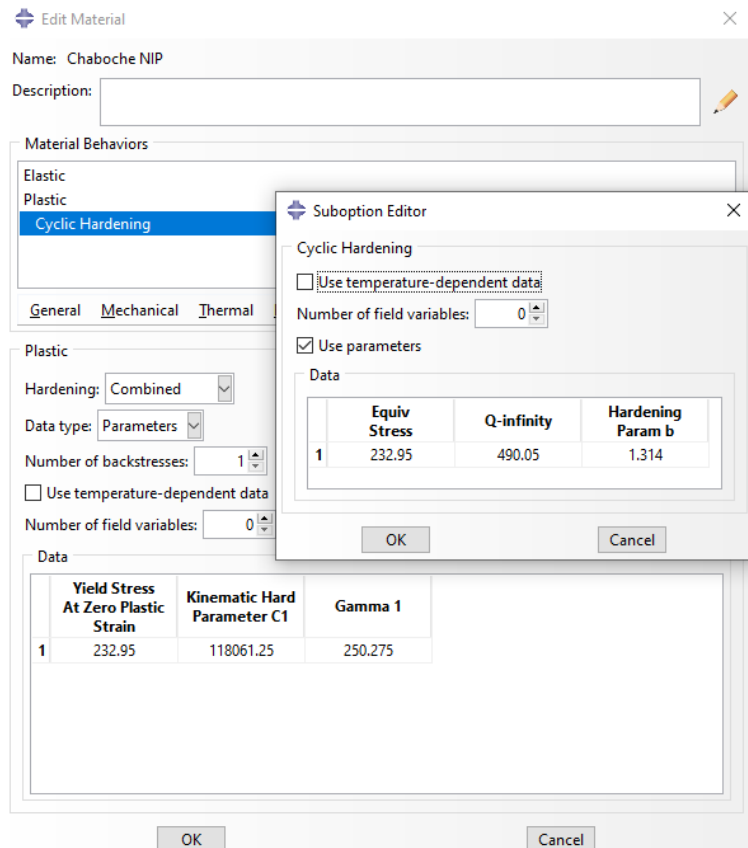 Edit Material
Name: Chaboche NIP
Description:
Material Behaviors
Elastic
Plastic
Cyclic Hardening
General Mechanical Thermal
Plastic
Hardening: Combined
Data type: Parameters
Number of backstresses: 1
Use temperature-dependent data
Number of field variables: 0
Data
Yield Stress
At Zero Plastic
Strain
Kinematic Hard
Parameter C1
Gamma 1
1 232.95 118061.25 250.275
OK Cancel
Suboption Editor
Cyclic Hardening
Use temperature-dependent data
Number of field variables: 0
Use parameters
Data
Equiv
Stress
Q-infinity
Hardening
Param b
1 232.95 490.05 1.314
OK Cancel